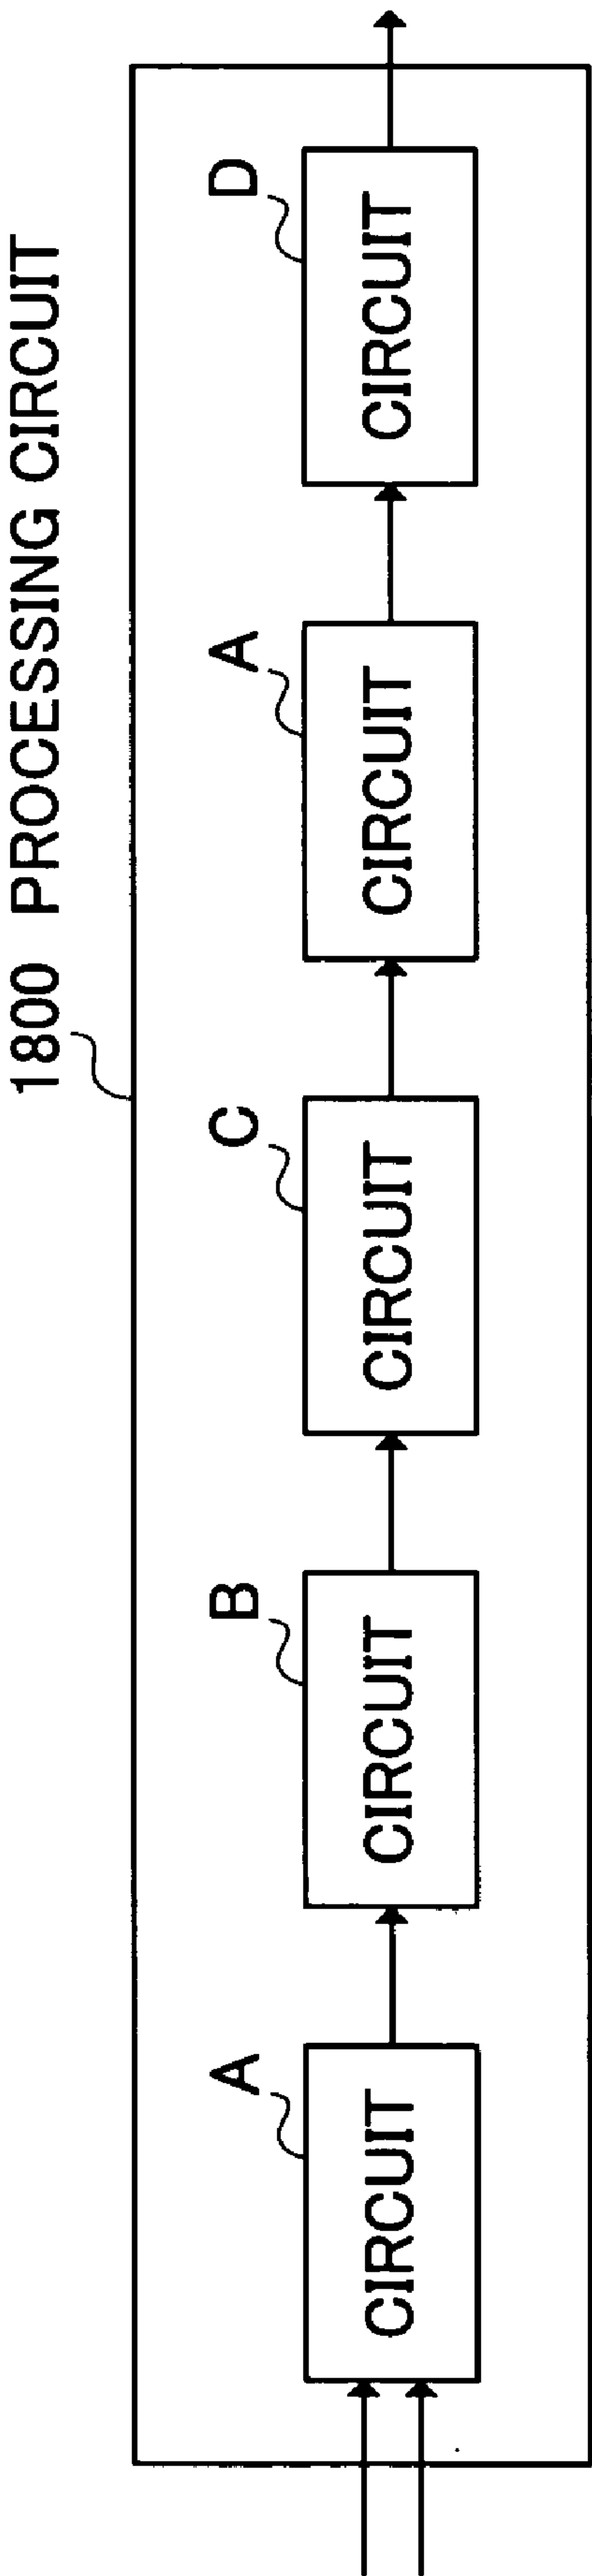 1800 PROCESSING CIRCUIT
A
B
C
A
D
CIRCUIT
CIRCUIT
CIRCUIT
CIRCUIT
CIRCUIT